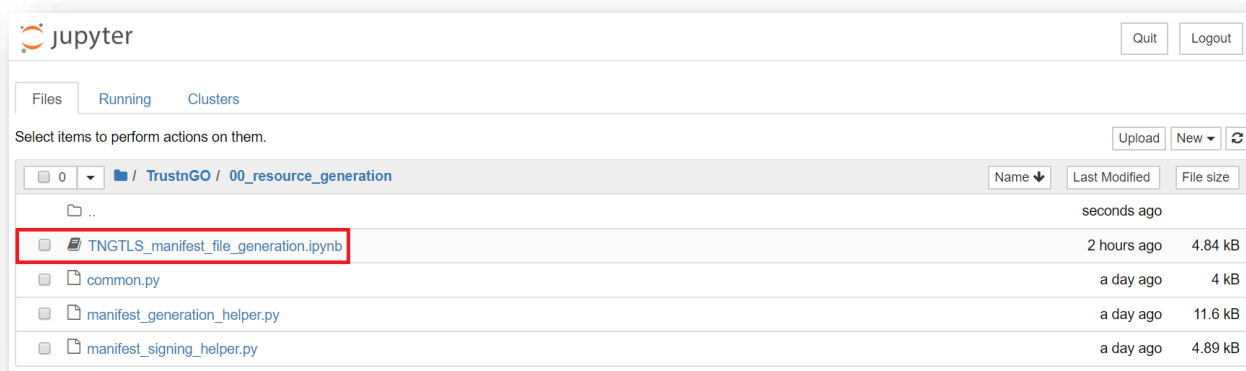 jupyter Quit Logout
Files Running Clusters
Select items to perform actions on them. Upload New
0 / TrustnGO / 00_resource_generation Name Last Modified File size
.. seconds ago
TNGTLS_manifest_file_generation.ipynb 2 hours ago 4.84 kB
common.py a day ago 4 kB
manifest_generation_helper.py a day ago 11.6 kB
manifest_signing_helper.py a day ago 4.89 kB